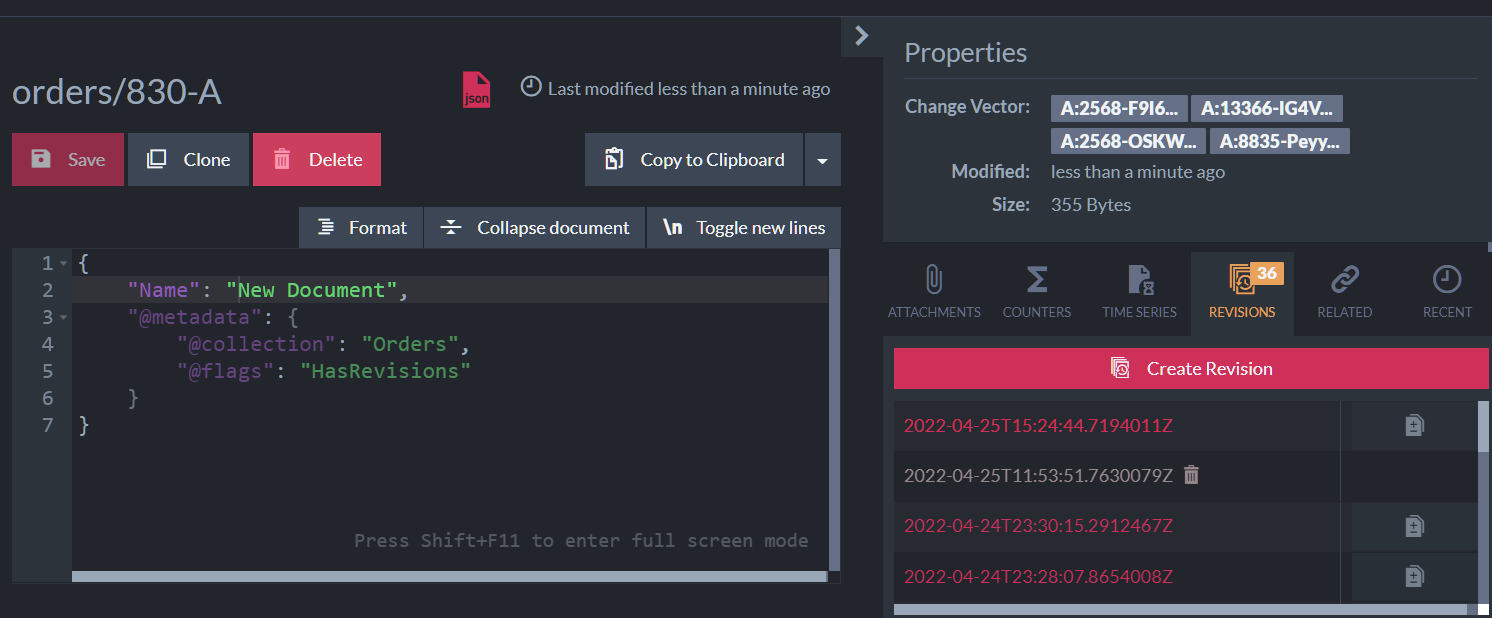 orders/830-A
json
Last modified less than a minute ago
Save
Clone
Delete
Copy to Clipboard
Format
Collapse document
\n Toggle new lines
1 {
2 "Name": "New Document",
3 "@metadata": {
4 "@collection": "Orders",
5 "@flags": "HasRevisions"
6 }
7 }
Press Shift+F11 to enter full screen mode
Properties
Change Vector: A:2568-F9I6... A:13366-IG4V...
A:2568-OSKW... A:8835-Peyy...
Modified: less than a minute ago
Size: 355 Bytes
36
ATTACHMENTS COUNTERS TIME SERIES REVISIONS RELATED RECENT
Create Revision
2022-04-25T15:24:44.7194011Z
2022-04-25T11:53:51.7630079Z
2022-04-24T23:30:15.2912467Z
2022-04-24T23:28:07.8654008Z